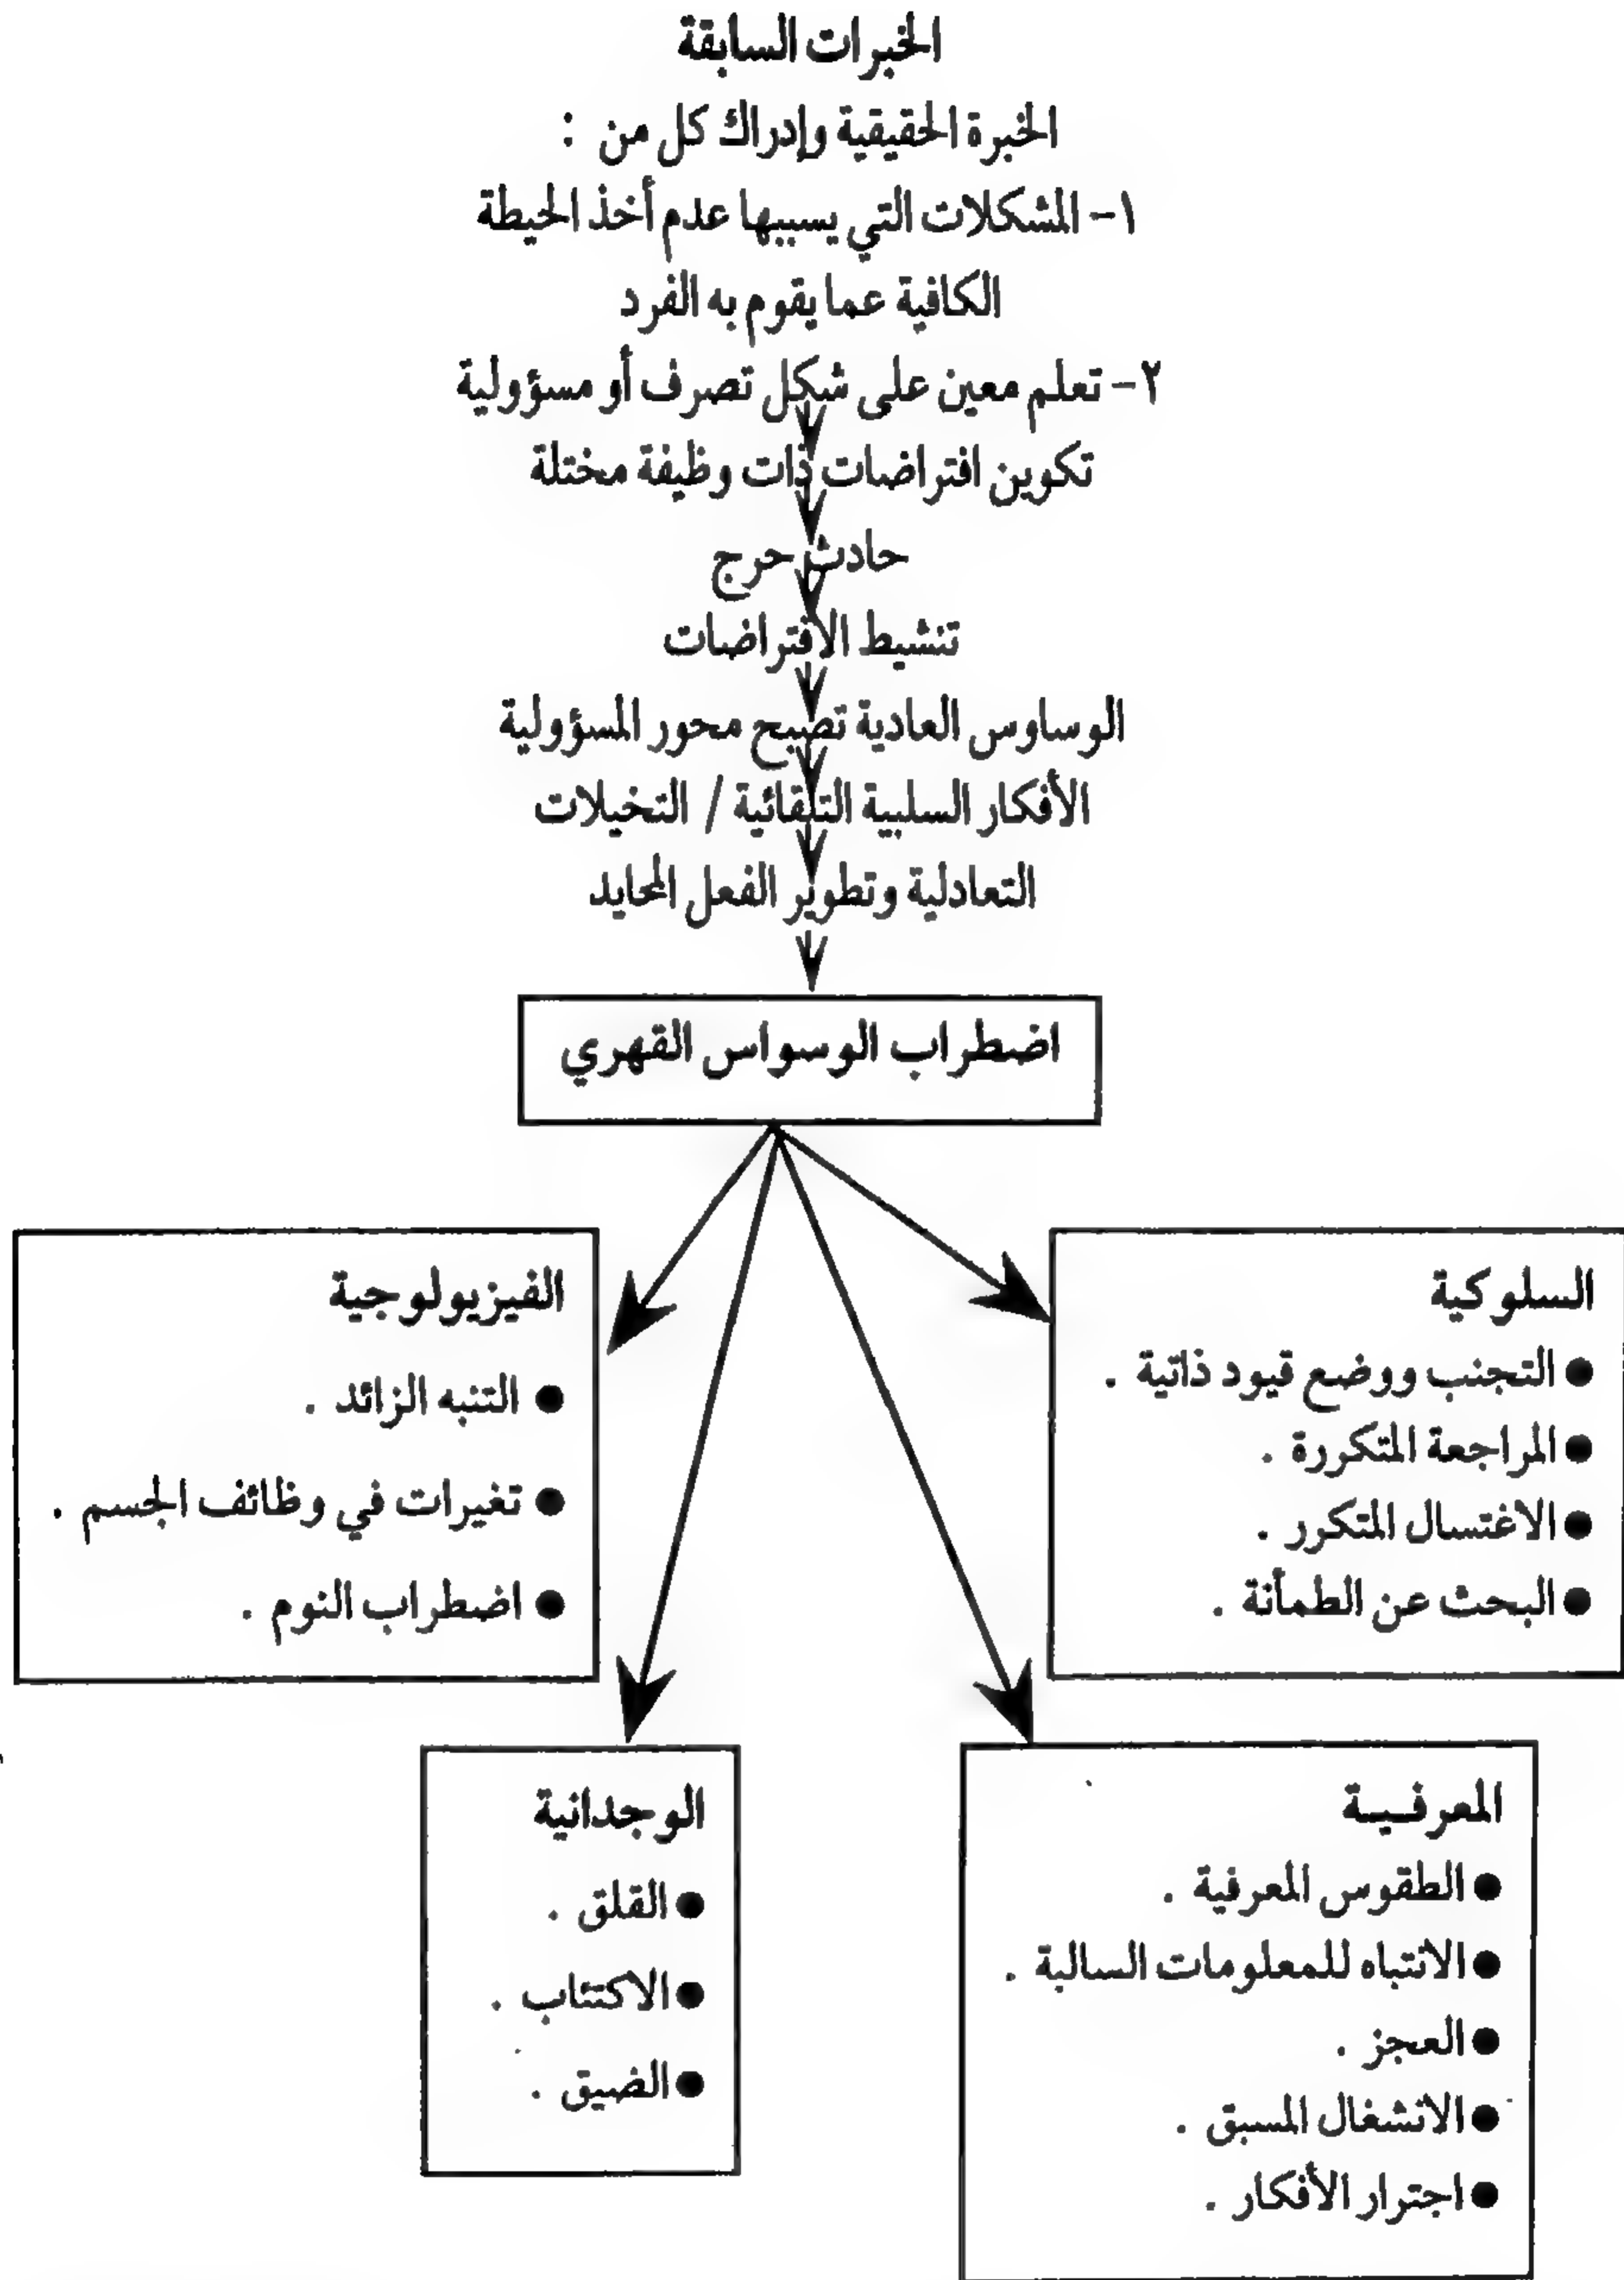 الخبرات السابقة
الخبرة الحقيقية وإدراك كل من :
١- المشكلات التي يسببها عدم أخذ الحيطة
الكافية عما يقوم به الفرد
٢- تعلم معين على شكل تصرف أو مسؤولية
تكوين افتراضات ذات وظيفة مختلة
حادث حرج
تنشيط الافتراضات
الوساوس العادية تصبح محور المسؤولية
الأفكار السلبية التلقائية / التخيلات
التعادلية وتطوير الفعل المحايد
اضطراب الوسواس القهري
السلوكية
● التجنب ووضع قيود ذاتية .
● المراجعة المتكررة .
● الاغتسال المتكرر .
● البحث عن الطمأنة .
الفيزيولوجية
● التنبه الزائد .
● تغيرات في وظائف الجسم .
● اضطراب النوم .
المعرفية
● الطقوس المعرفية .
● الانتباه للمعلومات السالبة .
● العجز .
● الانشغال المسبق .
● اجترار الأفكار .
الوجدانية
● القلق .
● الاكتئاب .
● الضيق .